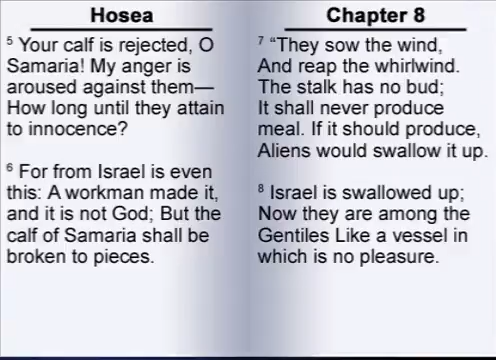 Hosea
⁵ Your calf is rejected, O
Samaria! My anger is
aroused against them—
How long until they attain
to innocence?
⁶ For from Israel is even
this: A workman made it,
and it is not God; But the
calf of Samaria shall be
broken to pieces.
Chapter 8
⁷ “They sow the wind,
And reap the whirlwind.
The stalk has no bud;
It shall never produce
meal. If it should produce,
Aliens would swallow it up.
⁸ Israel is swallowed up;
Now they are among the
Gentiles Like a vessel in
which is no pleasure.